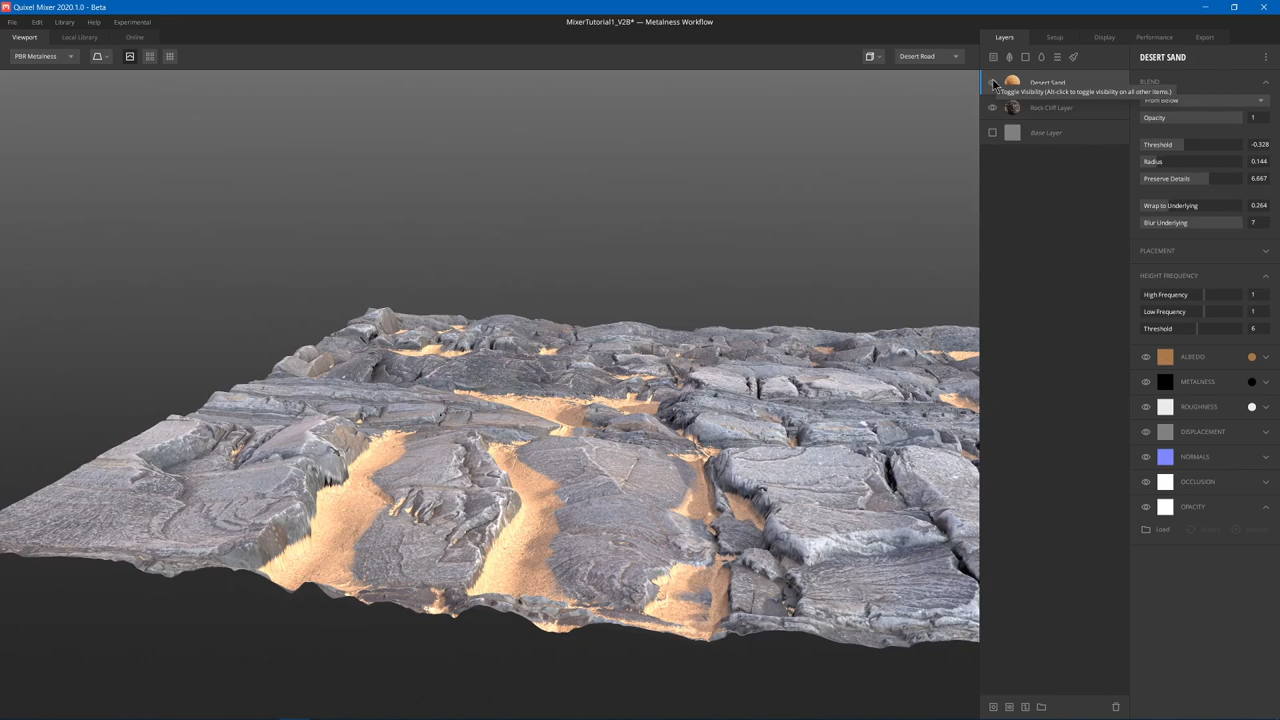 Quixel Mixer 2020.1.0 - Beta
File Edit Library Help Experimental
MixerTutorial1_V2B* — Metalness Workflow
Viewport Local Library Online
Layers Setup Display Performance Export
PBR Metalness
Desert Road
DESERT SAND
Desert Sand
Toggle Visibility (Alt-click to toggle visibility on all other items.)
Rock Cliff Layer
Base Layer
BLEND
From Below
Opacity 1
Threshold -0.328
Radius 0.144
Preserve Details 6.667
Wrap to Underlying 0.264
Blur Underlying 7
PLACEMENT
HEIGHT FREQUENCY
High Frequency 1
Low Frequency 1
Threshold 6
ALBEDO
METALNESS
ROUGHNESS
DISPLACEMENT
NORMALS
OCCLUSION
OPACITY
Load